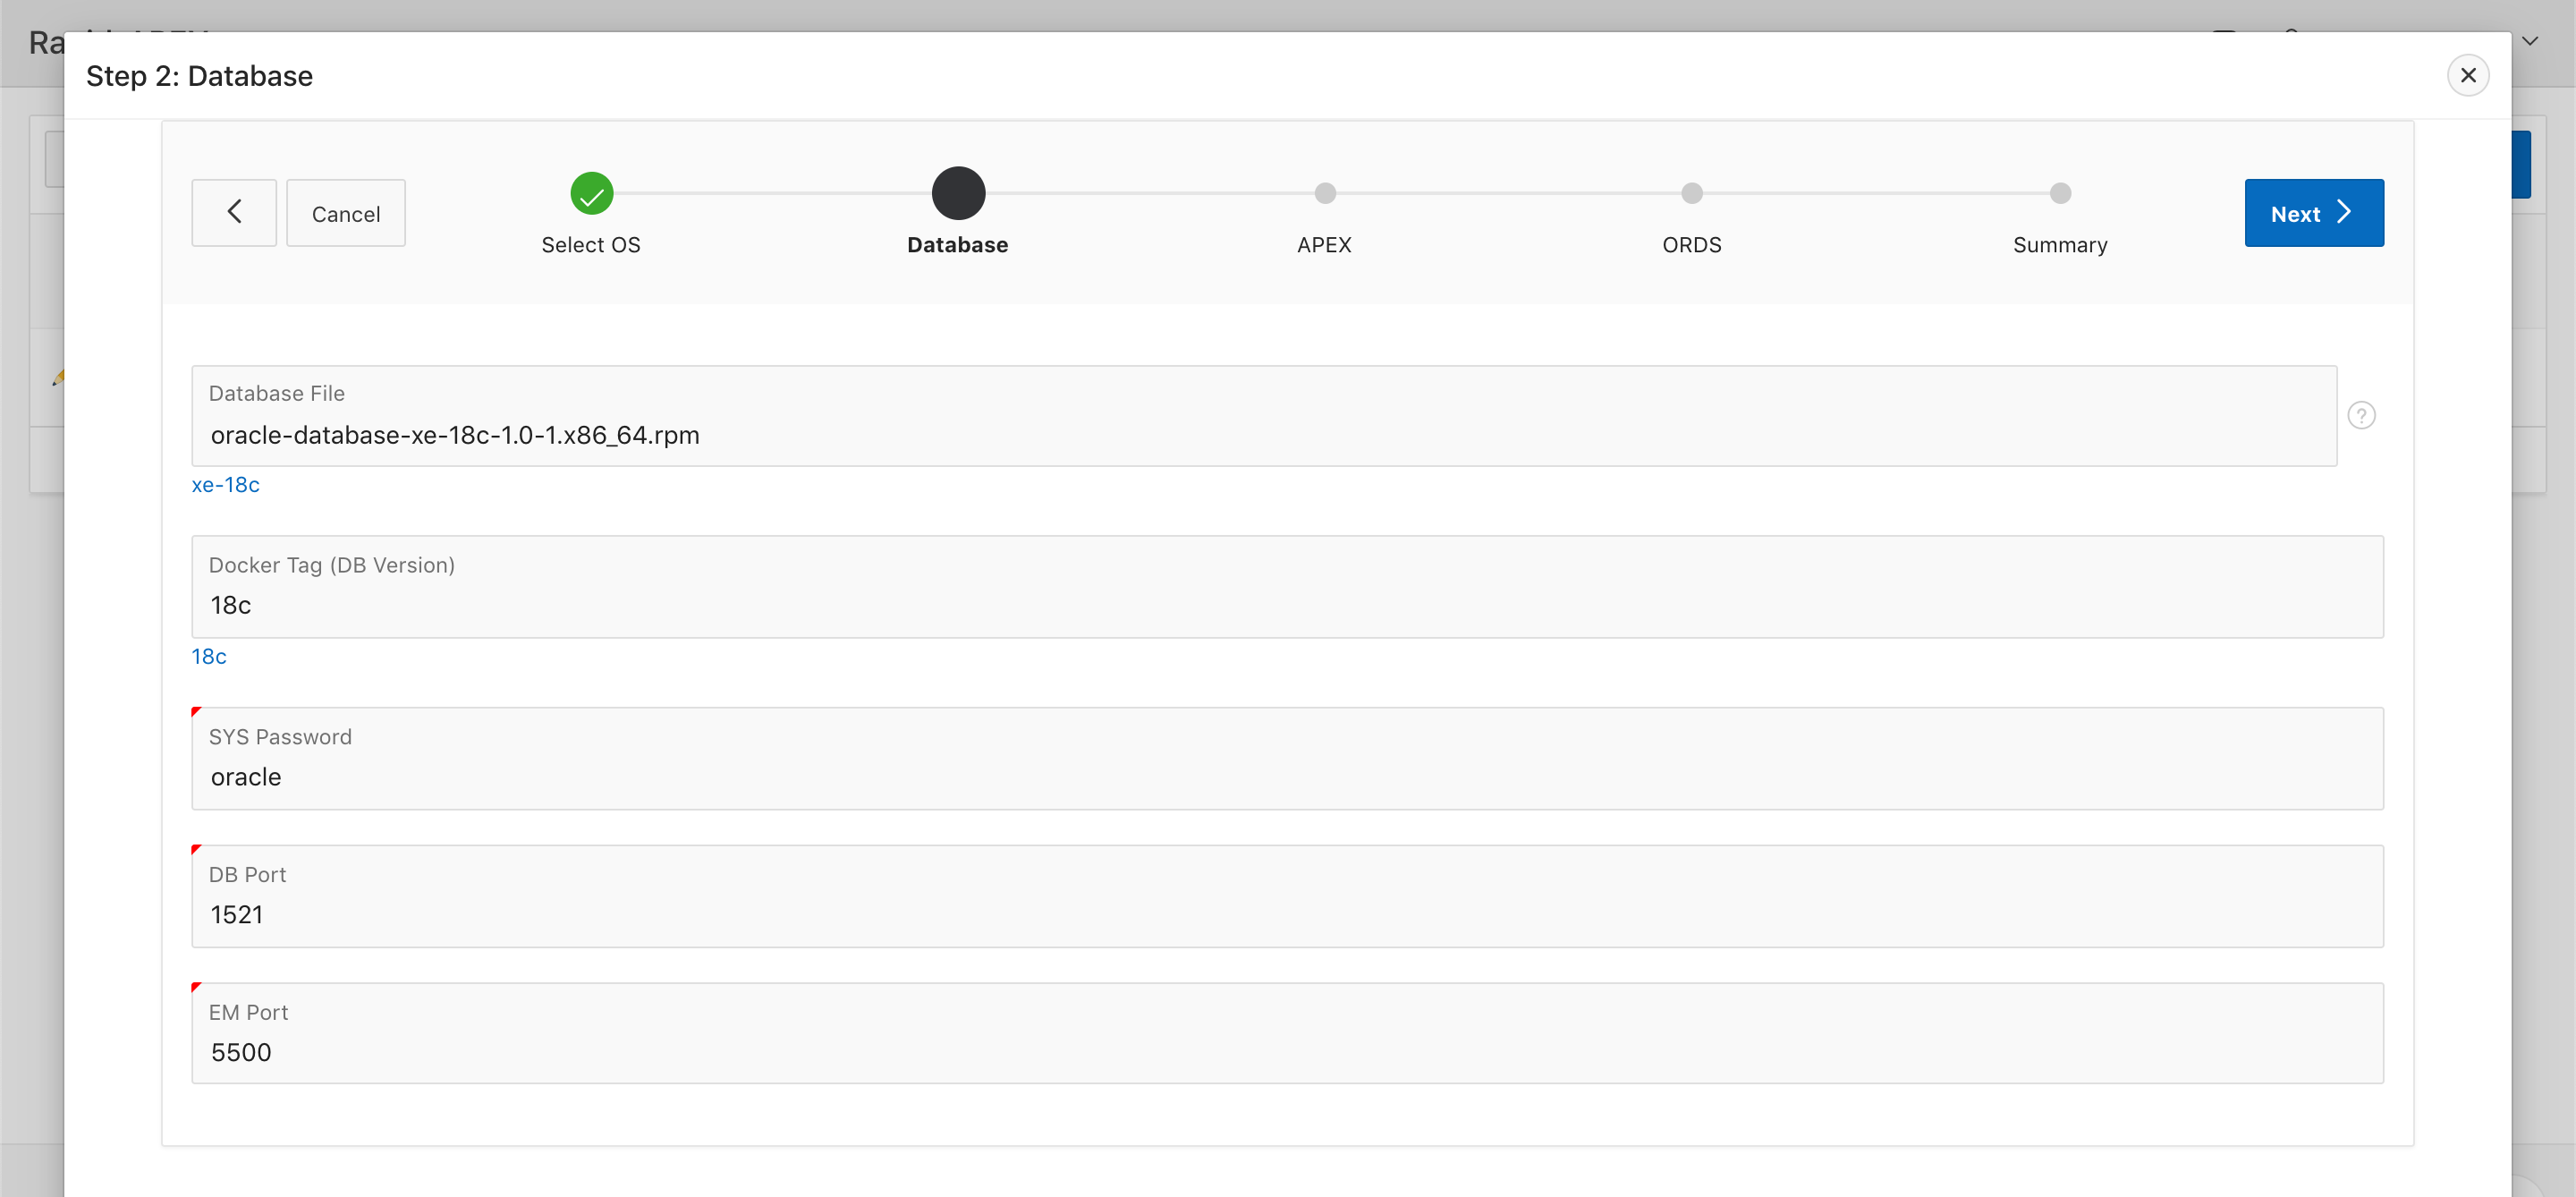 Step 2: Database
Cancel
Select OS
Database
APEX
ORDS
Summary
Next
Database File
oracle-database-xe-18c-1.0-1.x86_64.rpm
?
xe-18c
Docker Tag (DB Version)
18c
18c
SYS Password
oracle
DB Port
1521
EM Port
5500